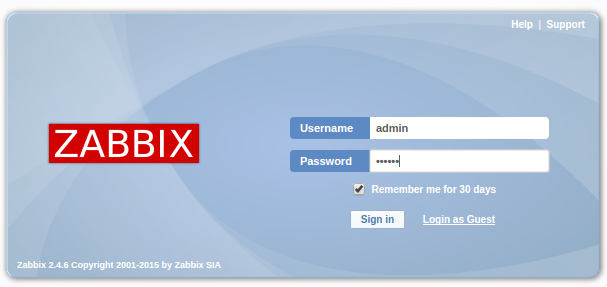 Help | Support
ZABBIX
Username admin
Password ••••••
Remember me for 30 days
Sign in Login as Guest
Zabbix 2.4.6 Copyright 2001-2015 by Zabbix SIA